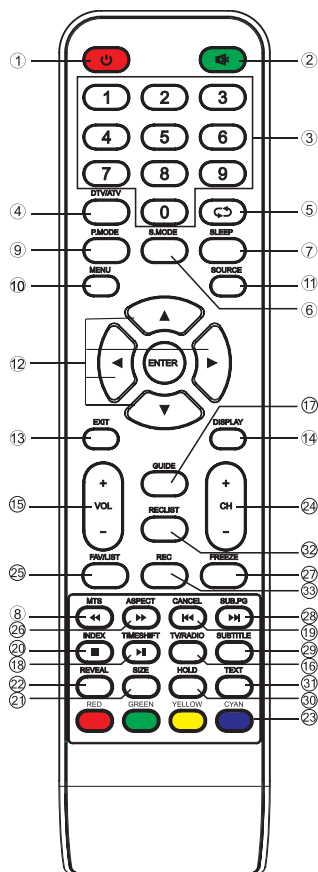 ① ②
1 2 3
③
4 5 6
7 8 9
DTV/ATV
④ 0 ⑤
P.MODE S.MODE SLEEP
⑨ ⑦
MENU SOURCE
⑩ ⑪
⑥
⑫ ENTER
⑰
EXIT DISPLAY
⑬ ⑭
GUIDE
+ +
⑮ VOL CH ㉔
RECLIST
- -
㉜
FAV/LIST REC FREEZE
㉕ ㉗
㉝
MTS ASPECT CANCEL SUB.PG
⑧ ㉘
㉖ ⑲
INDEX TIMESHIFT TV/RADIO SUBTITLE
⑳ ㉙
⑱ ⑯
REVEAL SIZE HOLD TEXT
㉒ ㉛
㉑ ㉚
RED GREEN YELLOW CYAN
㉓